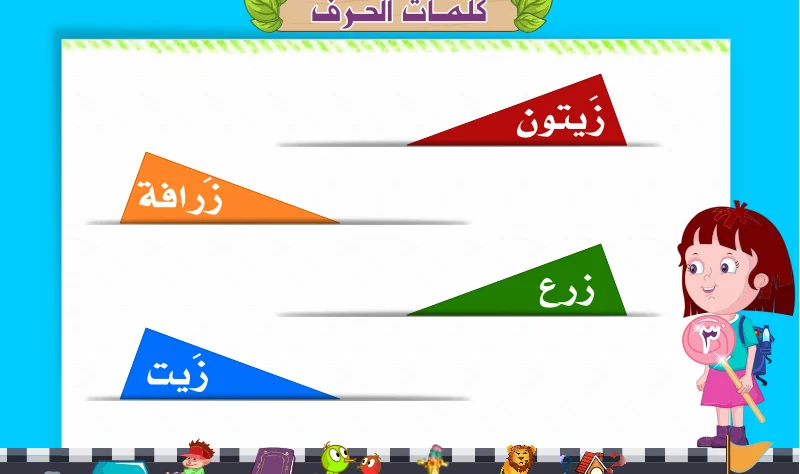 كلمات الحرف
زَيتون
زَرافة
زرع
زَيت
٣